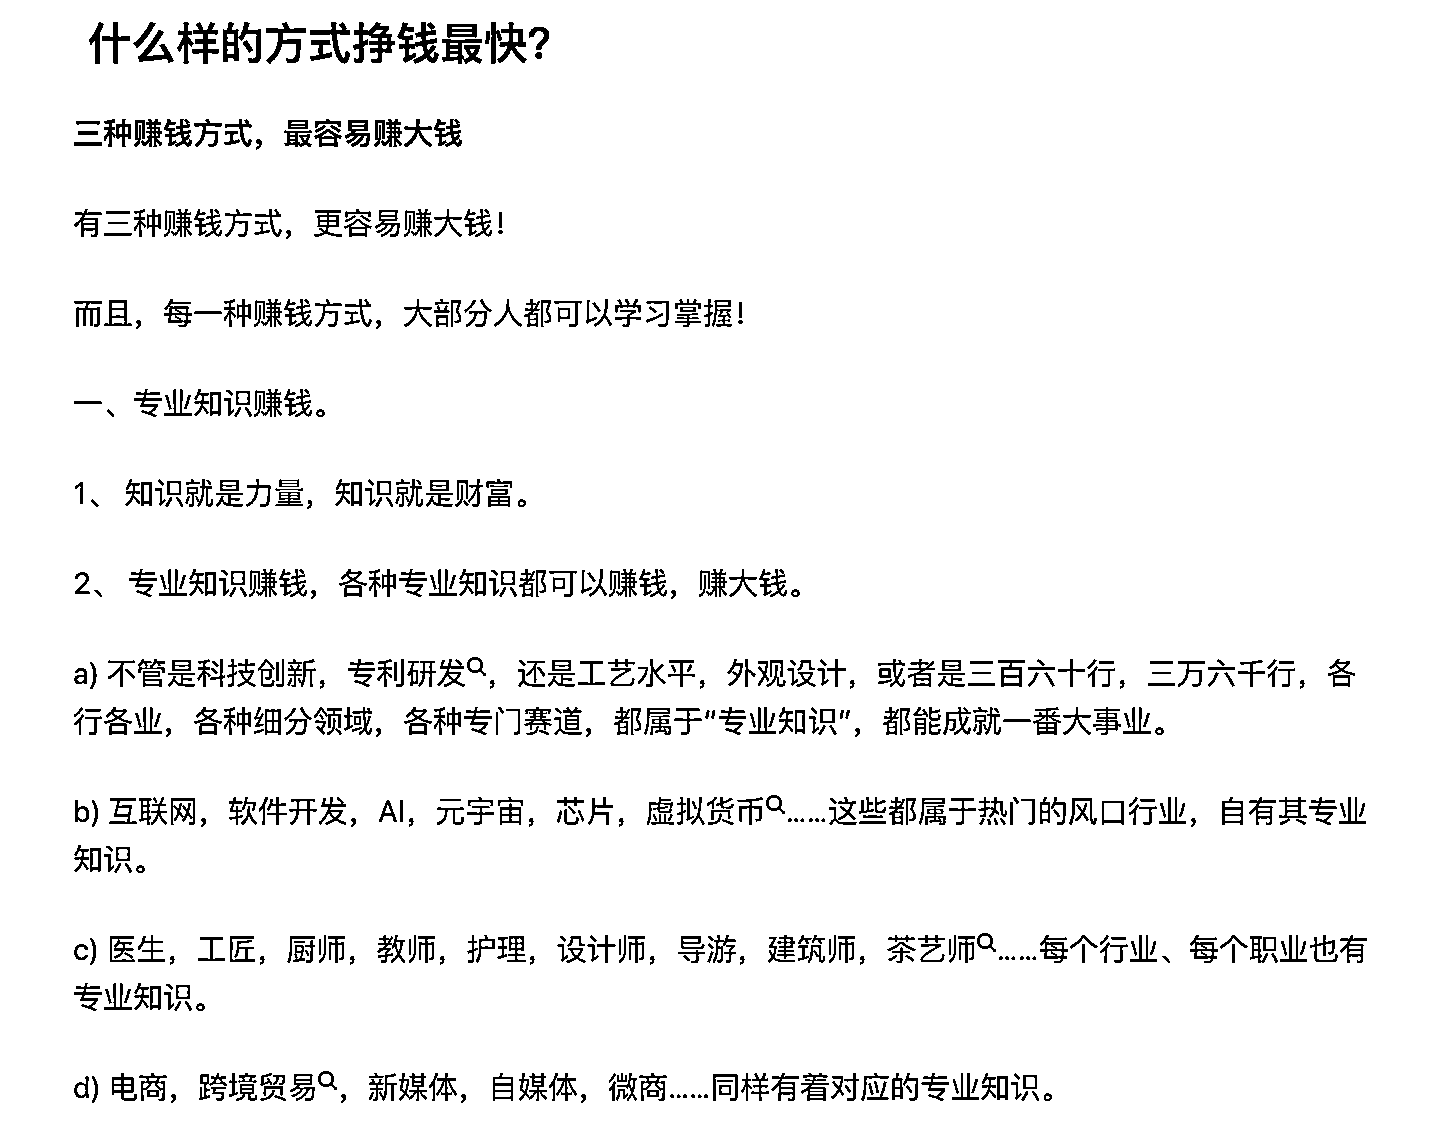 什么样的方式挣钱最快？
三种赚钱方式，最容易赚大钱
有三种赚钱方式，更容易赚大钱！
而且，每一种赚钱方式，大部分人都可以学习掌握！
一、专业知识赚钱。
1、 知识就是力量，知识就是财富。
2、 专业知识赚钱，各种专业知识都可以赚钱，赚大钱。
a) 不管是科技创新，专利研发，还是工艺水平，外观设计，或者是三百六十行，三万六千行，各
行各业，各种细分领域，各种专门赛道，都属于“专业知识”，都能成就一番大事业。
b) 互联网，软件开发，AI，元宇宙，芯片，虚拟货币……这些都属于热门的风口行业，自有其专业
知识。
c) 医生，工匠，厨师，教师，护理，设计师，导游，建筑师，茶艺师……每个行业、每个职业也有
专业知识。
d) 电商，跨境贸易，新媒体，自媒体，微商……同样有着对应的专业知识。